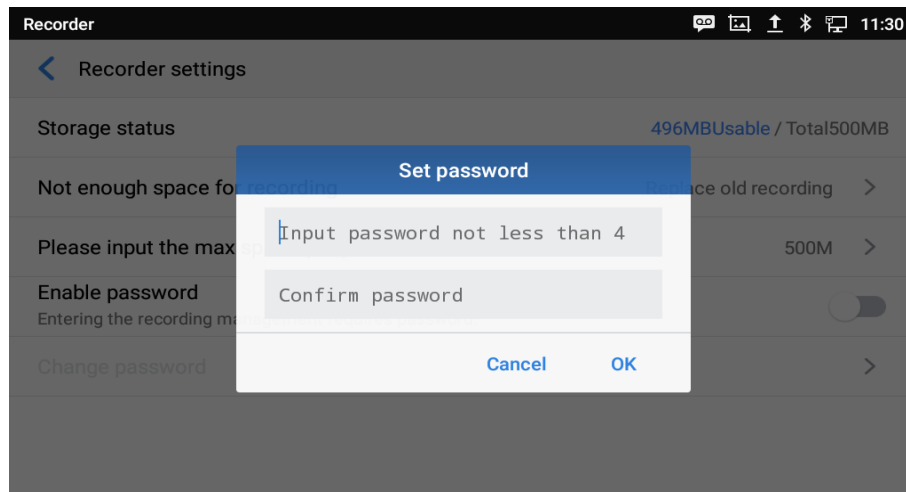 Recorder
11:30
Recorder settings
Storage status
496MBUsable / Total500MB
Not enough space for recording
Replace old recording
Please input the max
500M
Enable password
Entering the recording
Change password
Set password
Input password not less than 4
Confirm password
Cancel
OK